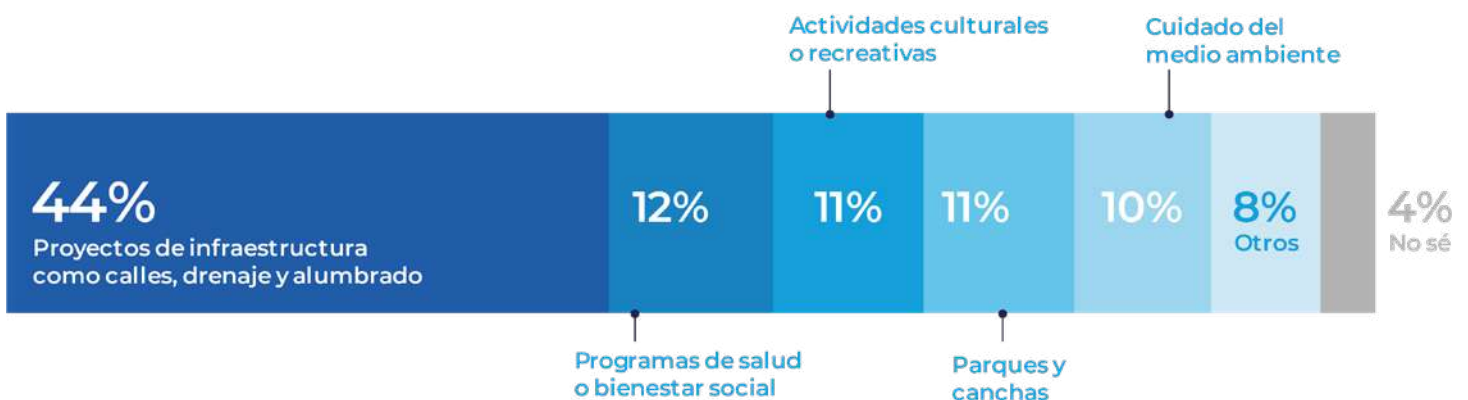 Actividades culturales
o recreativas
Cuidado del
medio ambiente
44%
Proyectos de infraestructura
como calles, drenaje y alumbrado
12%
11%
11%
10%
8%
Otros
4%
No sé
Programas de salud
o bienestar social
Parques y
canchas